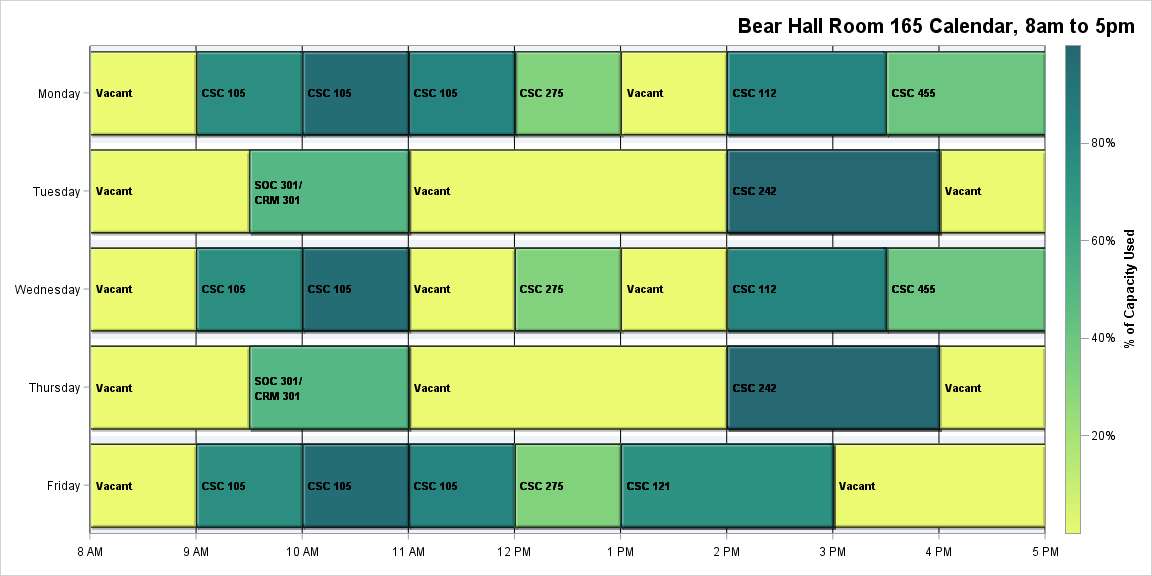 Bear Hall Room 165 Calendar, 8am to 5pm
Monday
Vacant
CSC 105
CSC 105
CSC 105
CSC 275
Vacant
CSC 112
CSC 455
Tuesday
Vacant
SOC 301/
CRM 301
Vacant
CSC 242
Vacant
Wednesday
Vacant
CSC 105
CSC 105
Vacant
CSC 275
Vacant
CSC 112
CSC 455
Thursday
Vacant
SOC 301/
CRM 301
Vacant
CSC 242
Vacant
Friday
Vacant
CSC 105
CSC 105
CSC 105
CSC 275
CSC 121
Vacant
8 AM
9 AM
10 AM
11 AM
12 PM
1 PM
2 PM
3 PM
4 PM
5 PM
80%
60%
40%
20%
% of Capacity Used